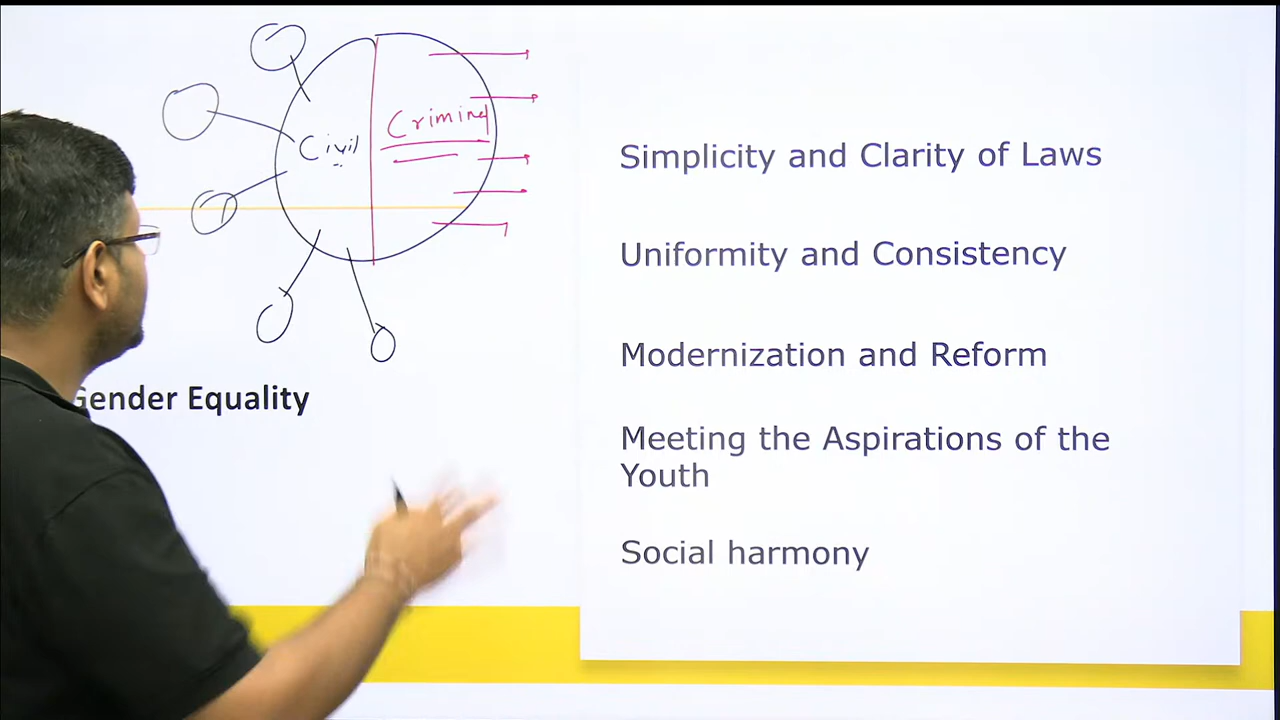 Civil
Criminal
Gender Equality
Simplicity and Clarity of Laws
Uniformity and Consistency
Modernization and Reform
Meeting the Aspirations of the
Youth
Social harmony